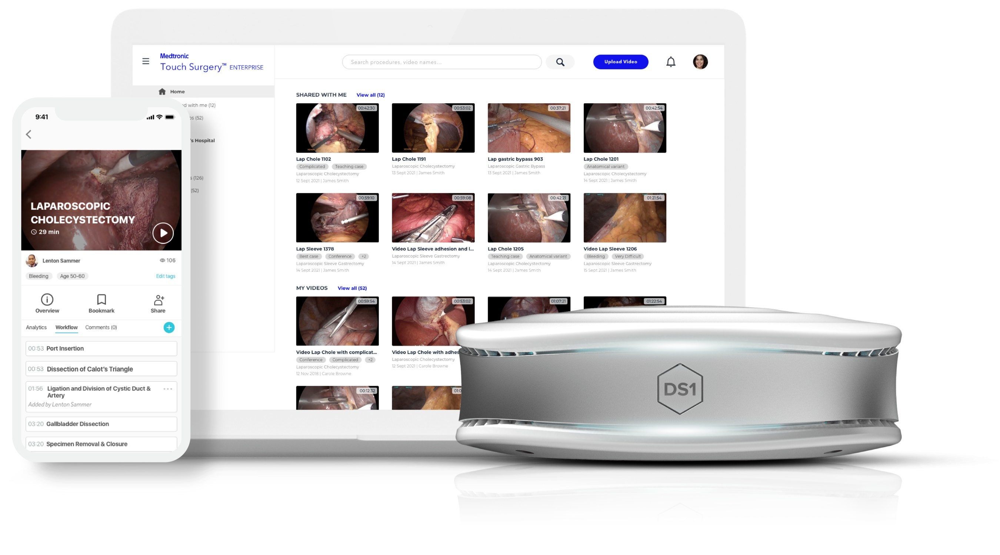 Medtronic
Touch Surgery™ ENTERPRISE
Search procedures, video names...
Upload Video
Home
with me (12)
(52)
Hospital
(126)
(52)
SHARED WITH ME View all (12)
00:42:30
00:53:02
00:37:21
00:42:54
XENON Lamp lifetime
XENON 300 Lamp lifetime
Lap Chole 1102
Complicated Teaching case
Laparoscopic Cholecystectomy
12 Sept 2021 | James Smith
Lap Chole 1191
Laparoscopic Cholecystectomy
13 Sept 2021 | James Smith
Lap gastric bypass 903
Laparoscopic Gastric Bypass
13 Sept 2021 | James Smith
Lap Chole 1201
Anatomical variant
Laparoscopic Cholecystectomy
14 Sept 2021 | James Smith
00:59:10
00:59:08
00:42:21
01:21:54
Lap Sleeve 1378
Best case Conference +2
Laparoscopic Sleeve Gastrectomy
14 Sept 2021 | James Smith
Video Lap Sleeve adhesion and l...
Laparoscopic Sleeve Gastrectomy
14 Sept 2021 | James Smith
Lap Chole 1205
Teaching case Anatomical variant
Laparoscopic Cholecystectomy
14 Sept 2021 | James Smith
Video Lap Sleeve 1206
Bleeding Very Difficult
Laparoscopic Sleeve Gastrectomy
15 Sept 2021 | James Smith
MY VIDEOS View all (52)
00:59:54
00:53:02
01:07:21
01:22:54
Video Lap Chole with complicat...
Conference Complicated +2
Laparoscopic Cholecystectomy
12 Nov 2018 | Carole Browne
Video Lap Chole with adhes
Laparoscopic Cholecystectomy
12 Sept 2021 | Carole Browne
00:12:32
01:0
9:41
LAPAROSCOPIC
CHOLECYSTECTOMY
29 min
Lenton Sammer 106
Bleeding Age 50-60 Edit tags
Overview Bookmark Share
Analytics Workflow Comments (0)
00:53 Port Insertion
00:53 Dissection of Calot's Triangle
01:56 Ligation and Division of Cystic Duct &
Artery
Added by Lenton Sammer
03:20 Gallbladder Dissection
03:20 Specimen Removal & Closure
DS1